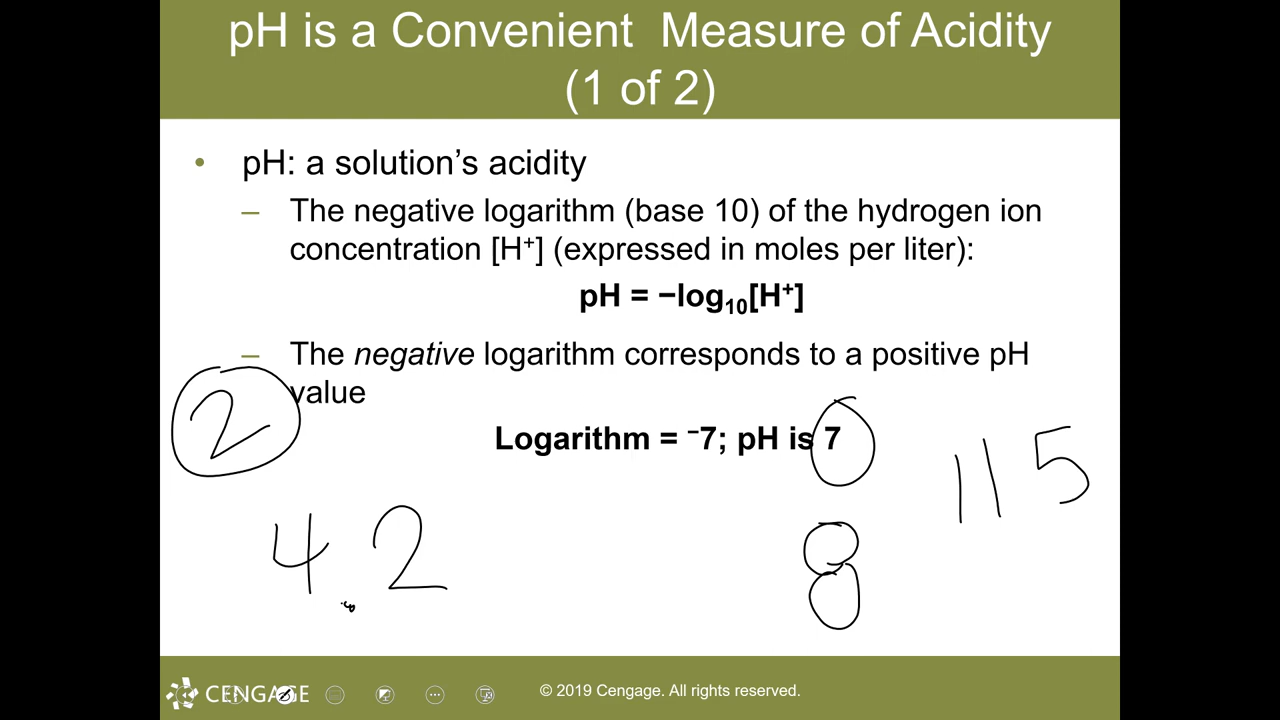 pH is a Convenient Measure of Acidity
(1 of 2)
• pH: a solution’s acidity
– The negative logarithm (base 10) of the hydrogen ion
concentration [H⁺] (expressed in moles per liter):
pH = −log₁₀[H⁺]
– The negative logarithm corresponds to a positive pH
value
2
Logarithm = ⁻7; pH is 7
11 5
4.2
8
CENGAGE
© 2019 Cengage. All rights reserved.